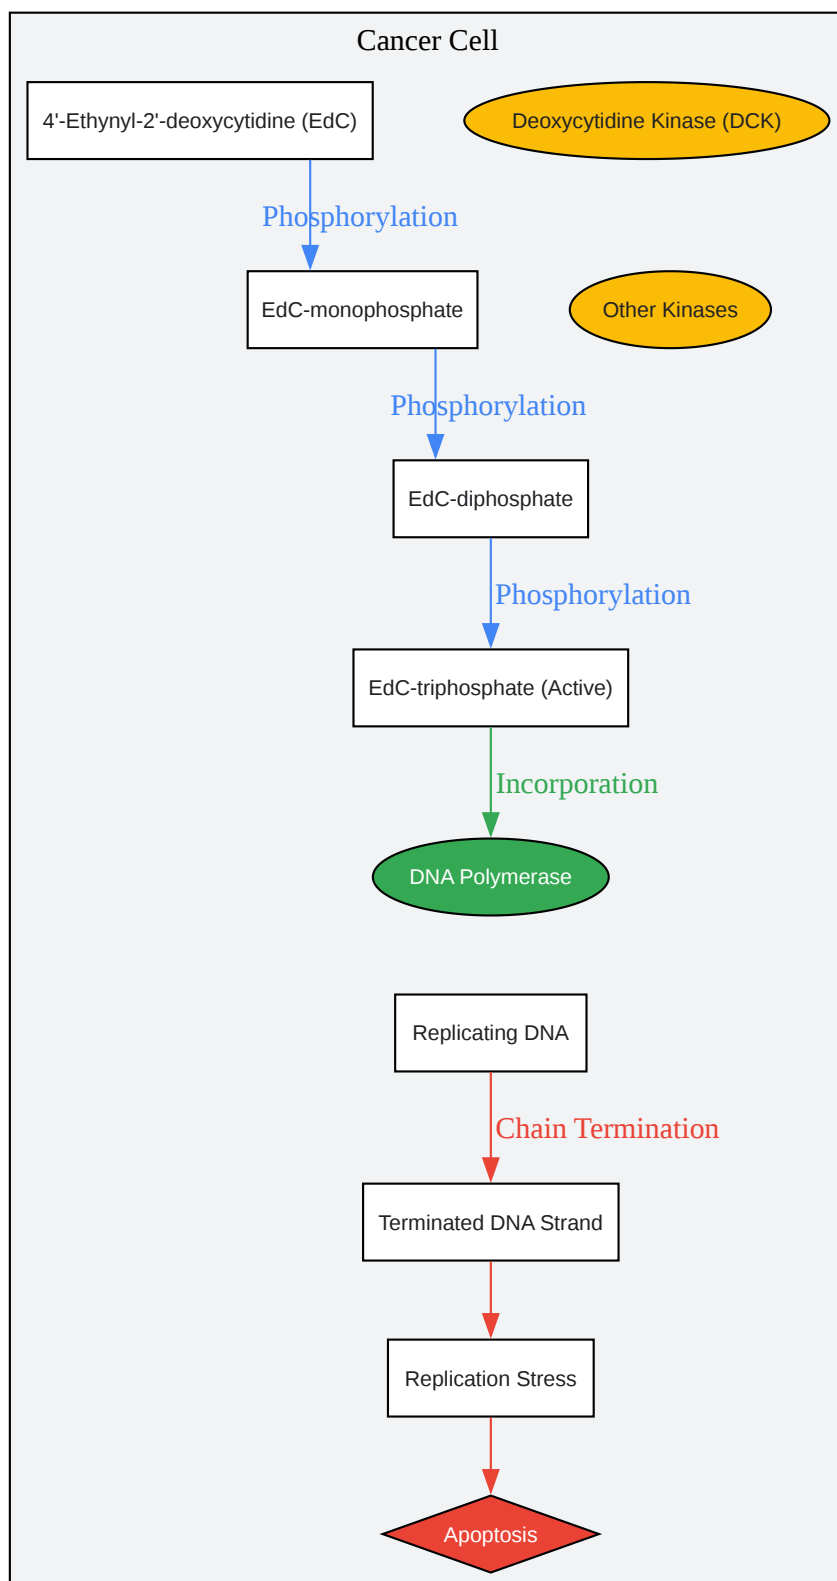 Cancer Cell
4'-Ethynyl-2'-deoxycytidine (EdC)
Deoxycytidine Kinase (DCK)
Phosphorylation
EdC-monophosphate
Other Kinases
Phosphorylation
EdC-diphosphate
Phosphorylation
EdC-triphosphate (Active)
Incorporation
DNA Polymerase
Replicating DNA
Chain Termination
Terminated DNA Strand
Replication Stress
Apoptosis